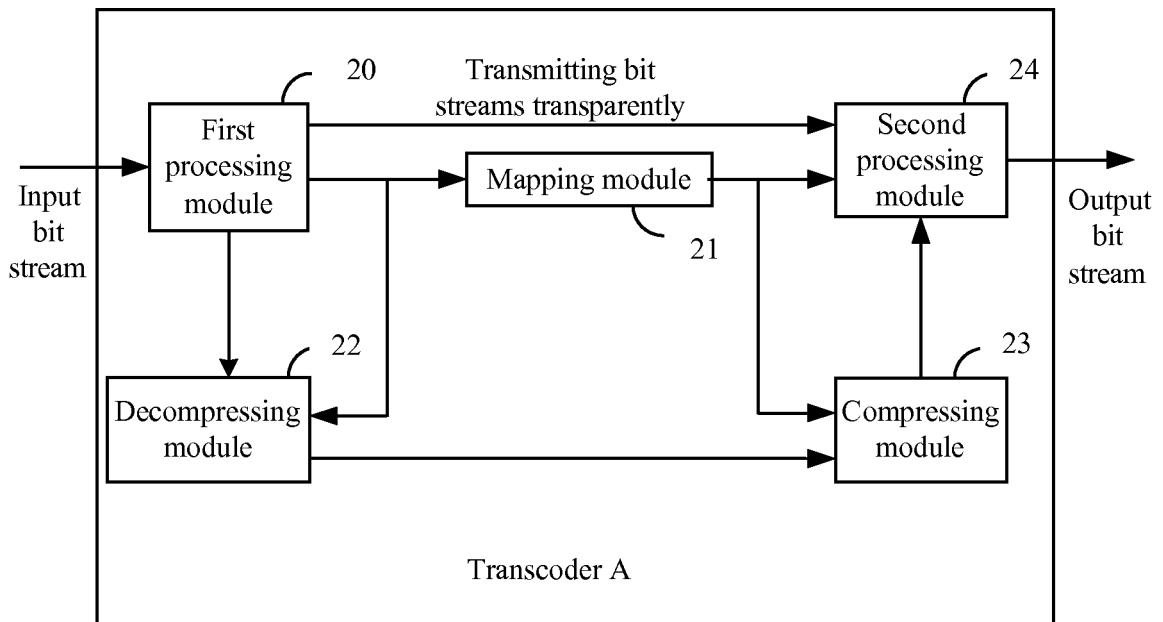 20
Transmitting bit
streams transparently
24
First
processing
module
Second
processing
module
Mapping module
21
Input
bit
stream
Output
bit
stream
22
23
Decompressing
module
Compressing
module
Transcoder A